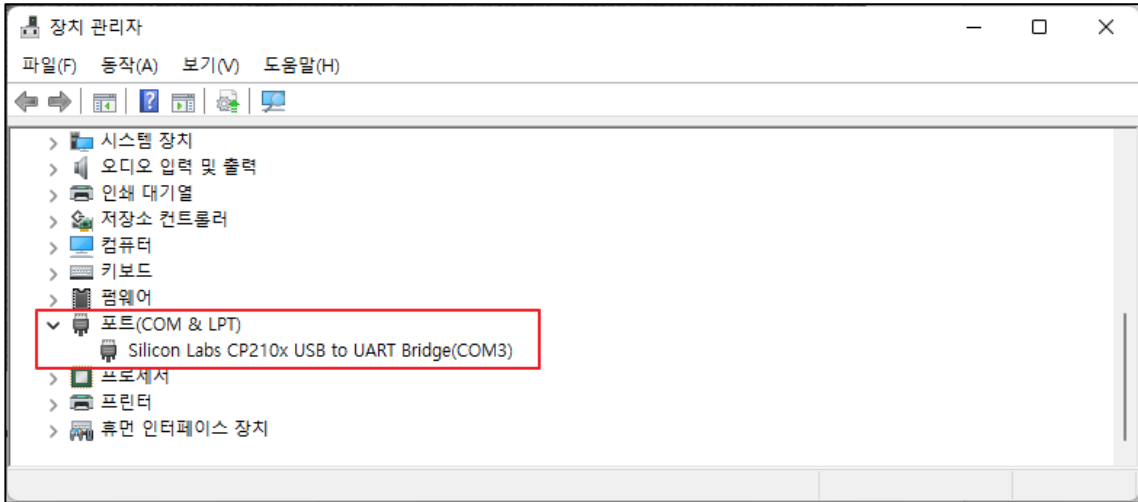 장치 관리자
파일(F) 동작(A) 보기(V) 도움말(H)
시스템 장치
오디오 입력 및 출력
인쇄 대기열
저장소 컨트롤러
컴퓨터
키보드
펌웨어
포트(COM & LPT)
Silicon Labs CP210x USB to UART Bridge(COM3)
프로세서
프린터
휴먼 인터페이스 장치